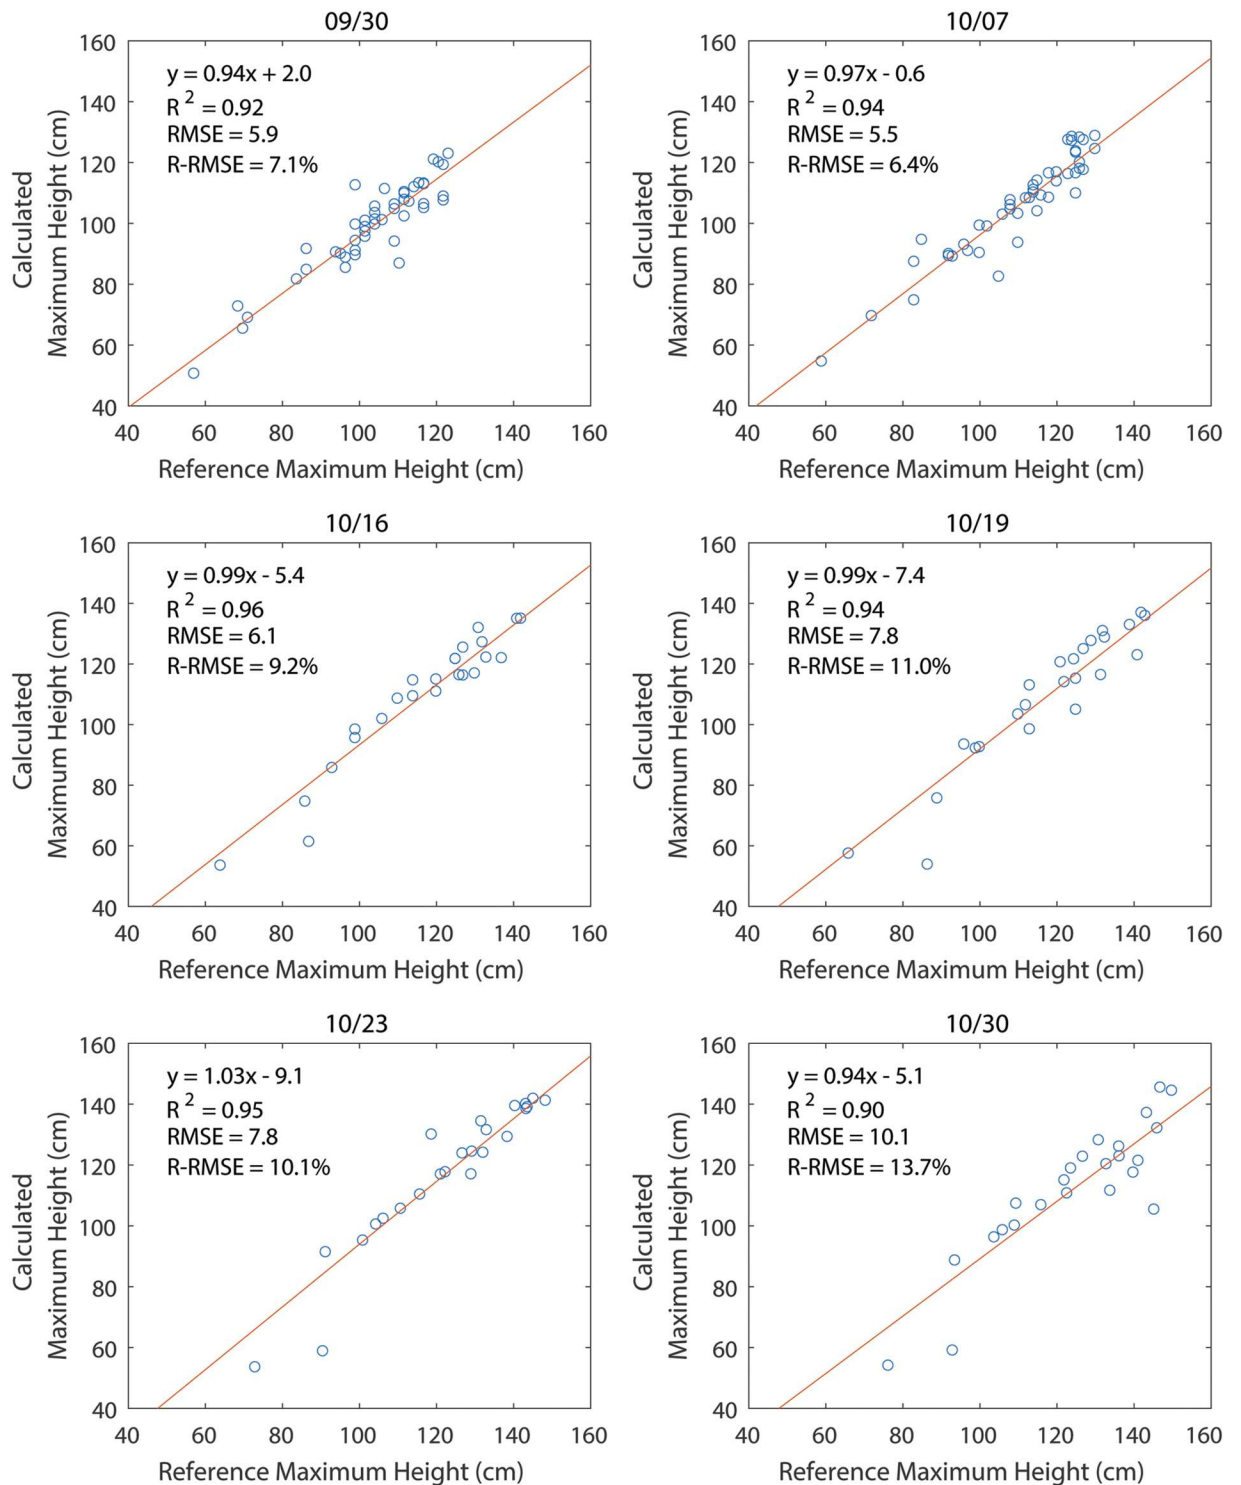 09/30
y = 0.94x + 2.0
R 2 = 0.92
RMSE = 5.9
R-RMSE = 7.1%
160
140
120
100
80
60
40
Calculated
Maximum Height (cm)
40 60 80 100 120 140 160
Reference Maximum Height (cm)
10/07
y = 0.97x - 0.6
R 2 = 0.94
RMSE = 5.5
R-RMSE = 6.4%
160
140
120
100
80
60
40
Calculated
Maximum Height (cm)
40 60 80 100 120 140 160
Reference Maximum Height (cm)
10/16
y = 0.99x - 5.4
R 2 = 0.96
RMSE = 6.1
R-RMSE = 9.2%
160
140
120
100
80
60
40
Calculated
Maximum Height (cm)
40 60 80 100 120 140 160
Reference Maximum Height (cm)
10/19
y = 0.99x - 7.4
R 2 = 0.94
RMSE = 7.8
R-RMSE = 11.0%
160
140
120
100
80
60
40
Calculated
Maximum Height (cm)
40 60 80 100 120 140 160
Reference Maximum Height (cm)
10/23
y = 1.03x - 9.1
R 2 = 0.95
RMSE = 7.8
R-RMSE = 10.1%
160
140
120
100
80
60
40
Calculated
Maximum Height (cm)
40 60 80 100 120 140 160
Reference Maximum Height (cm)
10/30
y = 0.94x - 5.1
R 2 = 0.90
RMSE = 10.1
R-RMSE = 13.7%
160
140
120
100
80
60
40
Calculated
Maximum Height (cm)
40 60 80 100 120 140 160
Reference Maximum Height (cm)